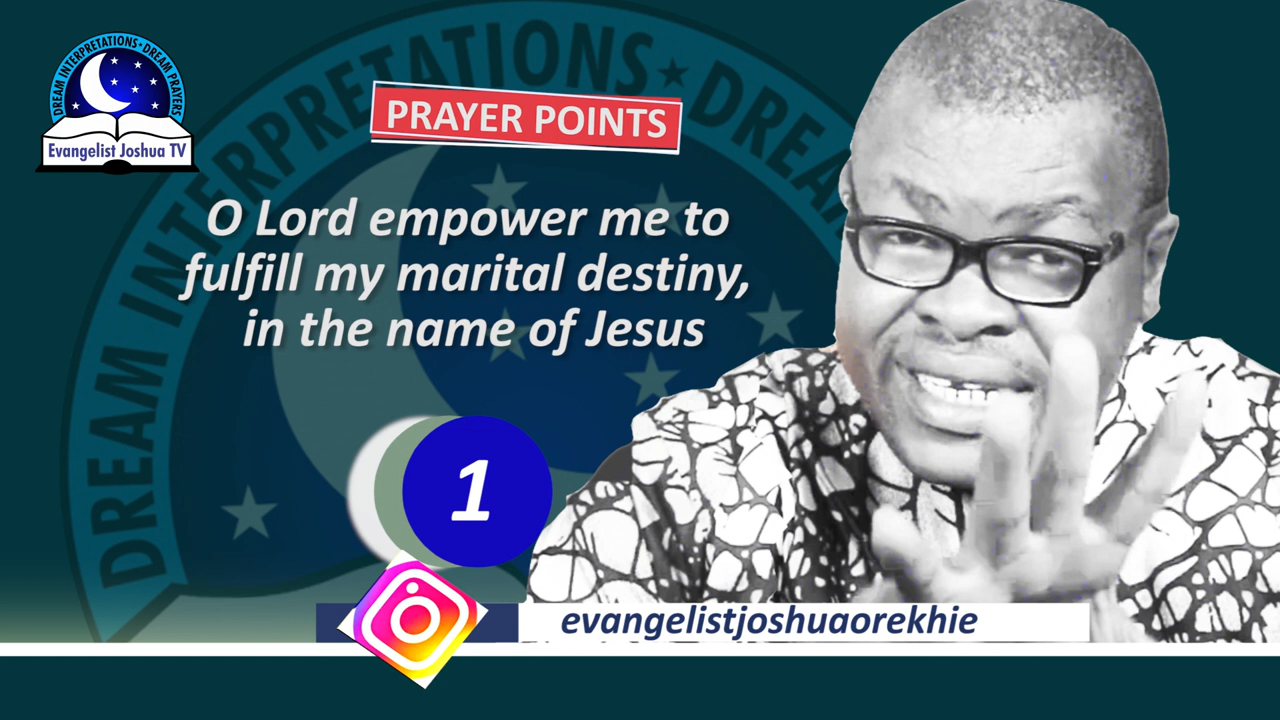 DREAM INTERPRETATIONS★DREAM PRAYERS
Evangelist Joshua TV
DREAM INTERPRETATIONS★DREAM
PRAYER POINTS
O Lord empower me to
fulfill my marital destiny,
in the name of Jesus
1
evangelistjoshuaorekhie